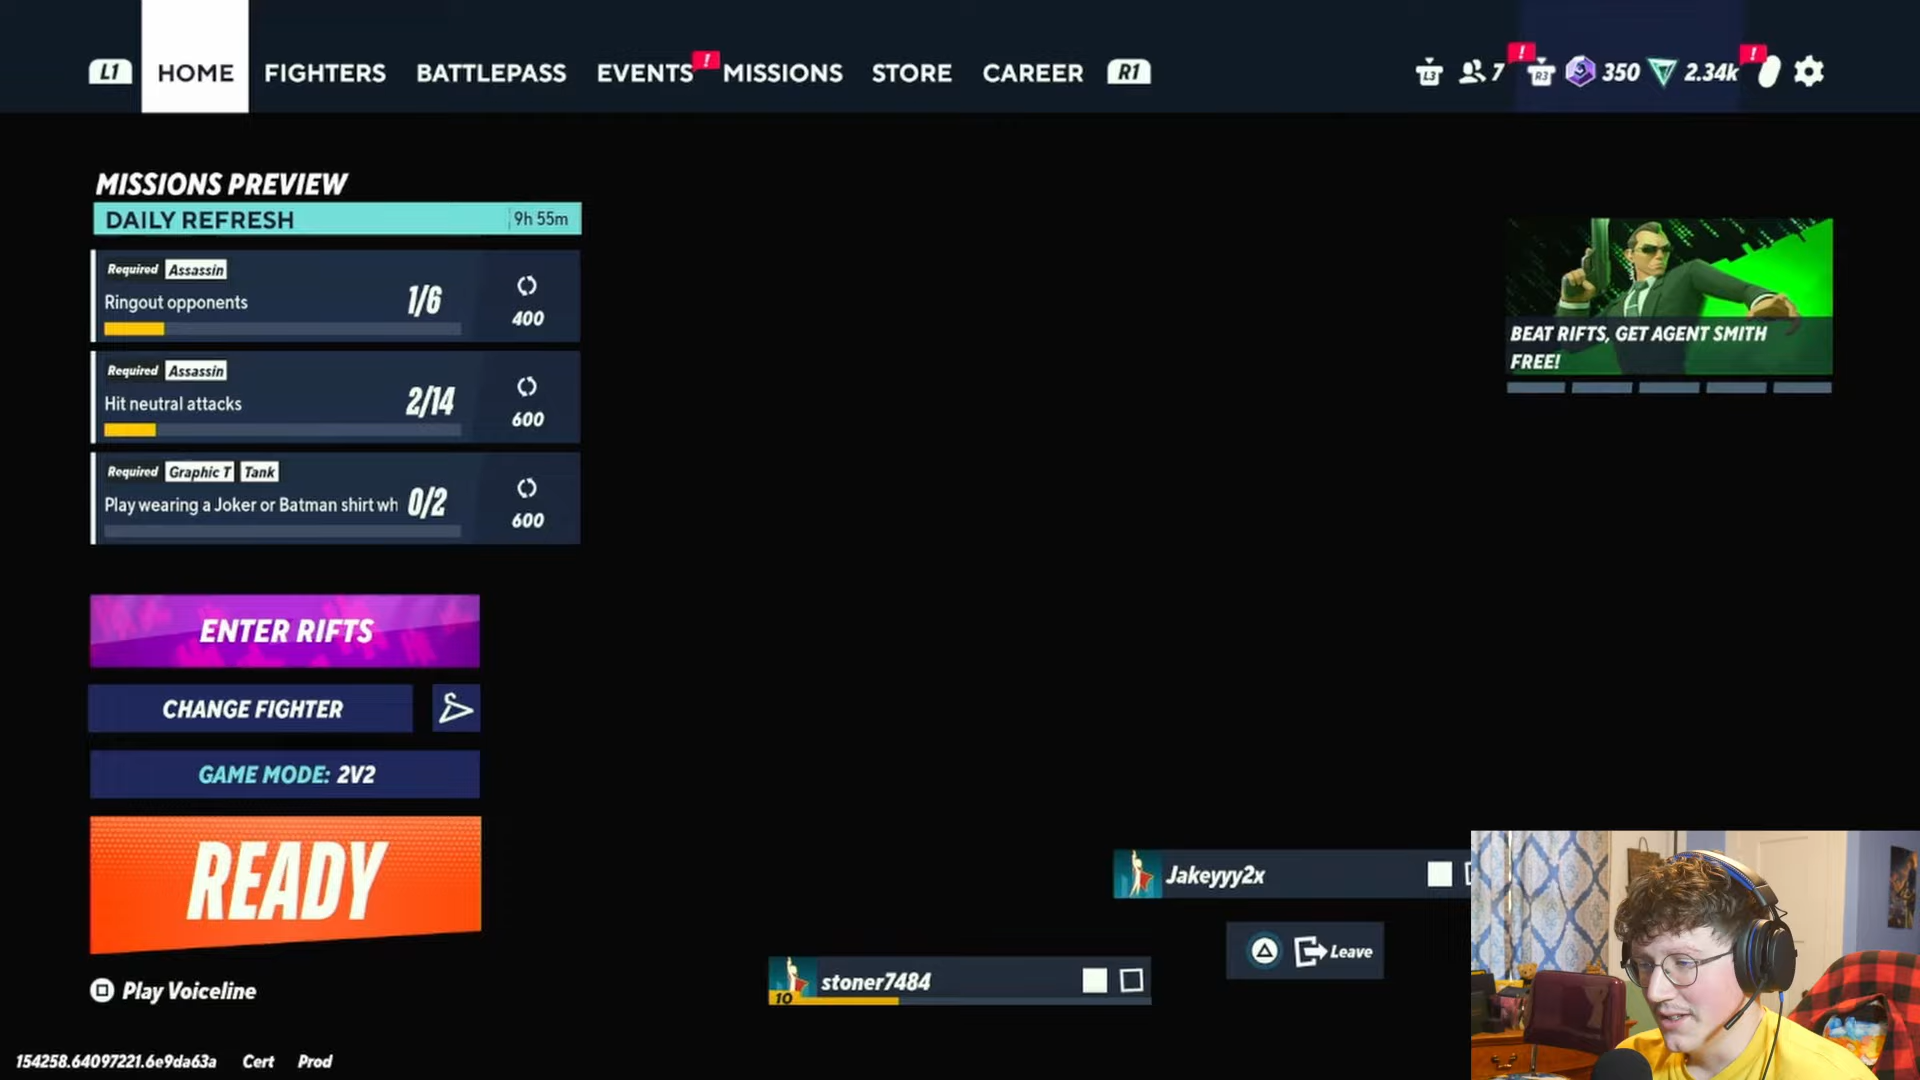 L1 HOME FIGHTERS BATTLEPASS EVENTS ! MISSIONS STORE CAREER R1
L3 7 ! R3 350 2.34k !
MISSIONS PREVIEW
DAILY REFRESH 9h 55m
Required Assassin
Ringout opponents 1/6 400
Required Assassin
Hit neutral attacks 2/14 600
Required Graphic T Tank
Play wearing a Joker or Batman shirt wh 0/2 600
BEAT RIFTS, GET AGENT SMITH
FREE!
ENTER RIFTS
CHANGE FIGHTER
GAME MODE: 2V2
READY
Jakeyyy2x
Leave
stoner7484
10
Play Voiceline
154258.64097221.6e9da63a Cert Prod